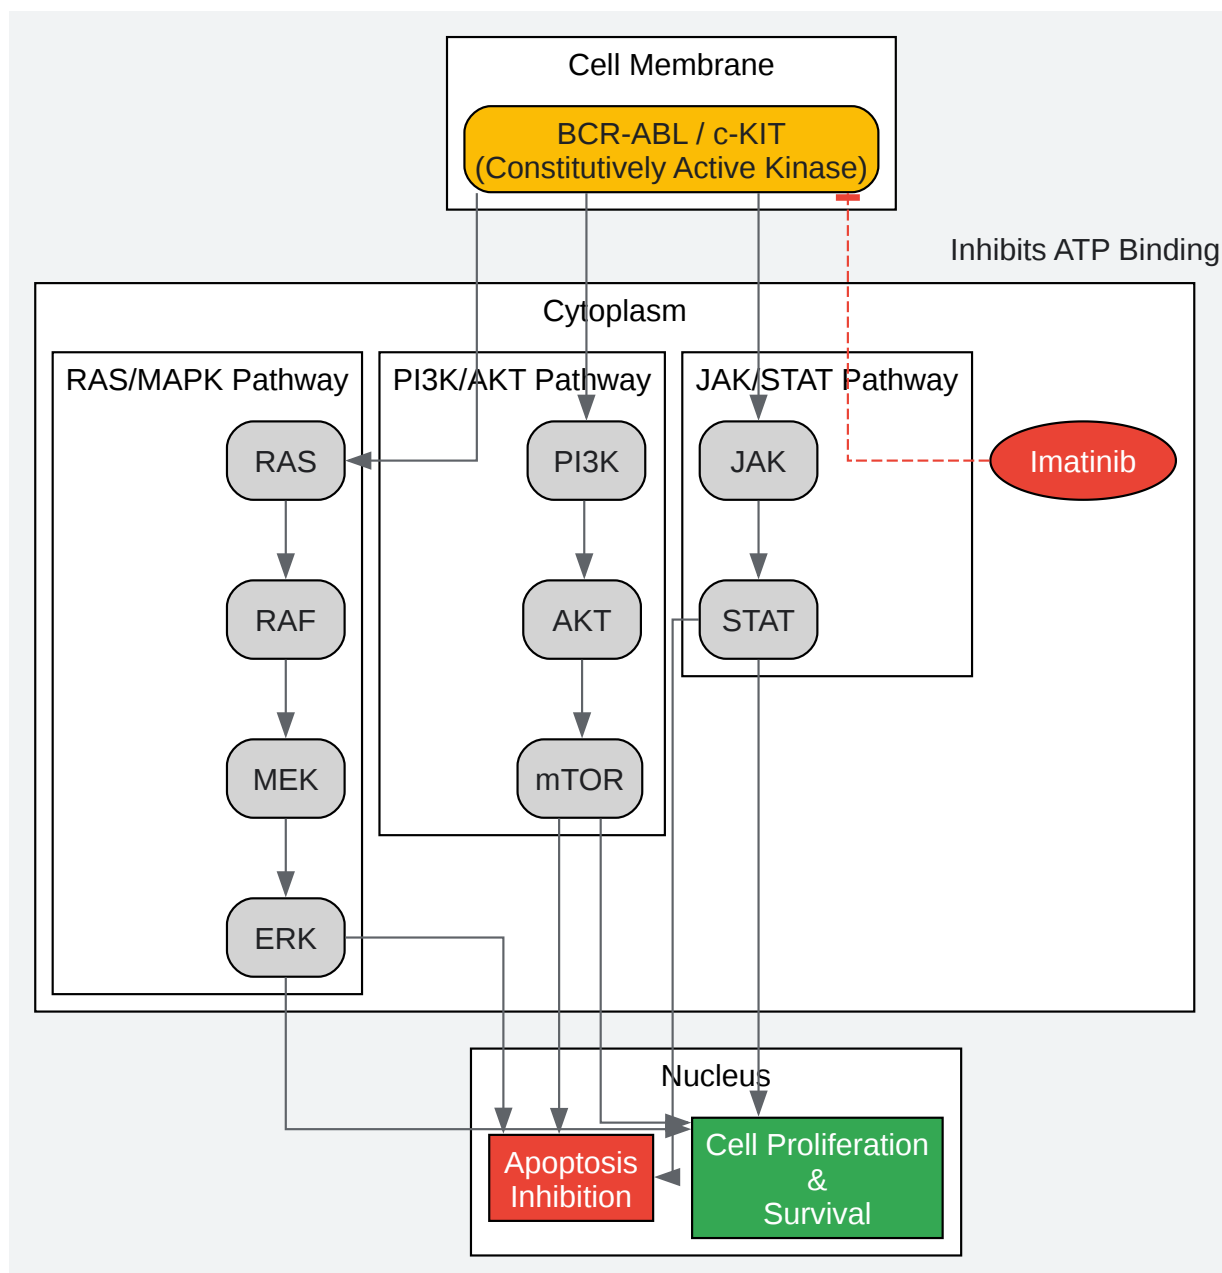 Cell Membrane
BCR-ABL / c-KIT
(Constitutively Active Kinase)
Inhibits ATP Binding
Cytoplasm
RAS/MAPK Pathway
PI3K/AKT Pathway
JAK/STAT Pathway
RAS
PI3K
JAK
Imatinib
RAF
AKT
STAT
MEK
mTOR
ERK
Nucleus
Apoptosis
Inhibition
Cell Proliferation
&
Survival